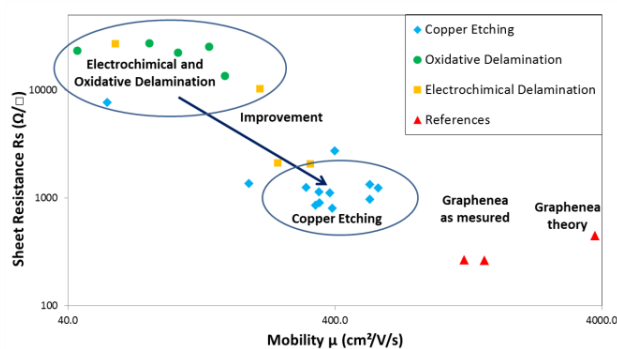 Copper Etching
Oxidative Delamination
Electrochimical Delamination
References
Electrochimical and
Oxidative Delamination
Improvement
Copper Etching
Graphenea
as mesured
Graphenea
theory
Sheet Resistance Rs (Ω/□)
10000
1000
100
40.0
400.0
4000.0
Mobility µ (cm²/V/s)